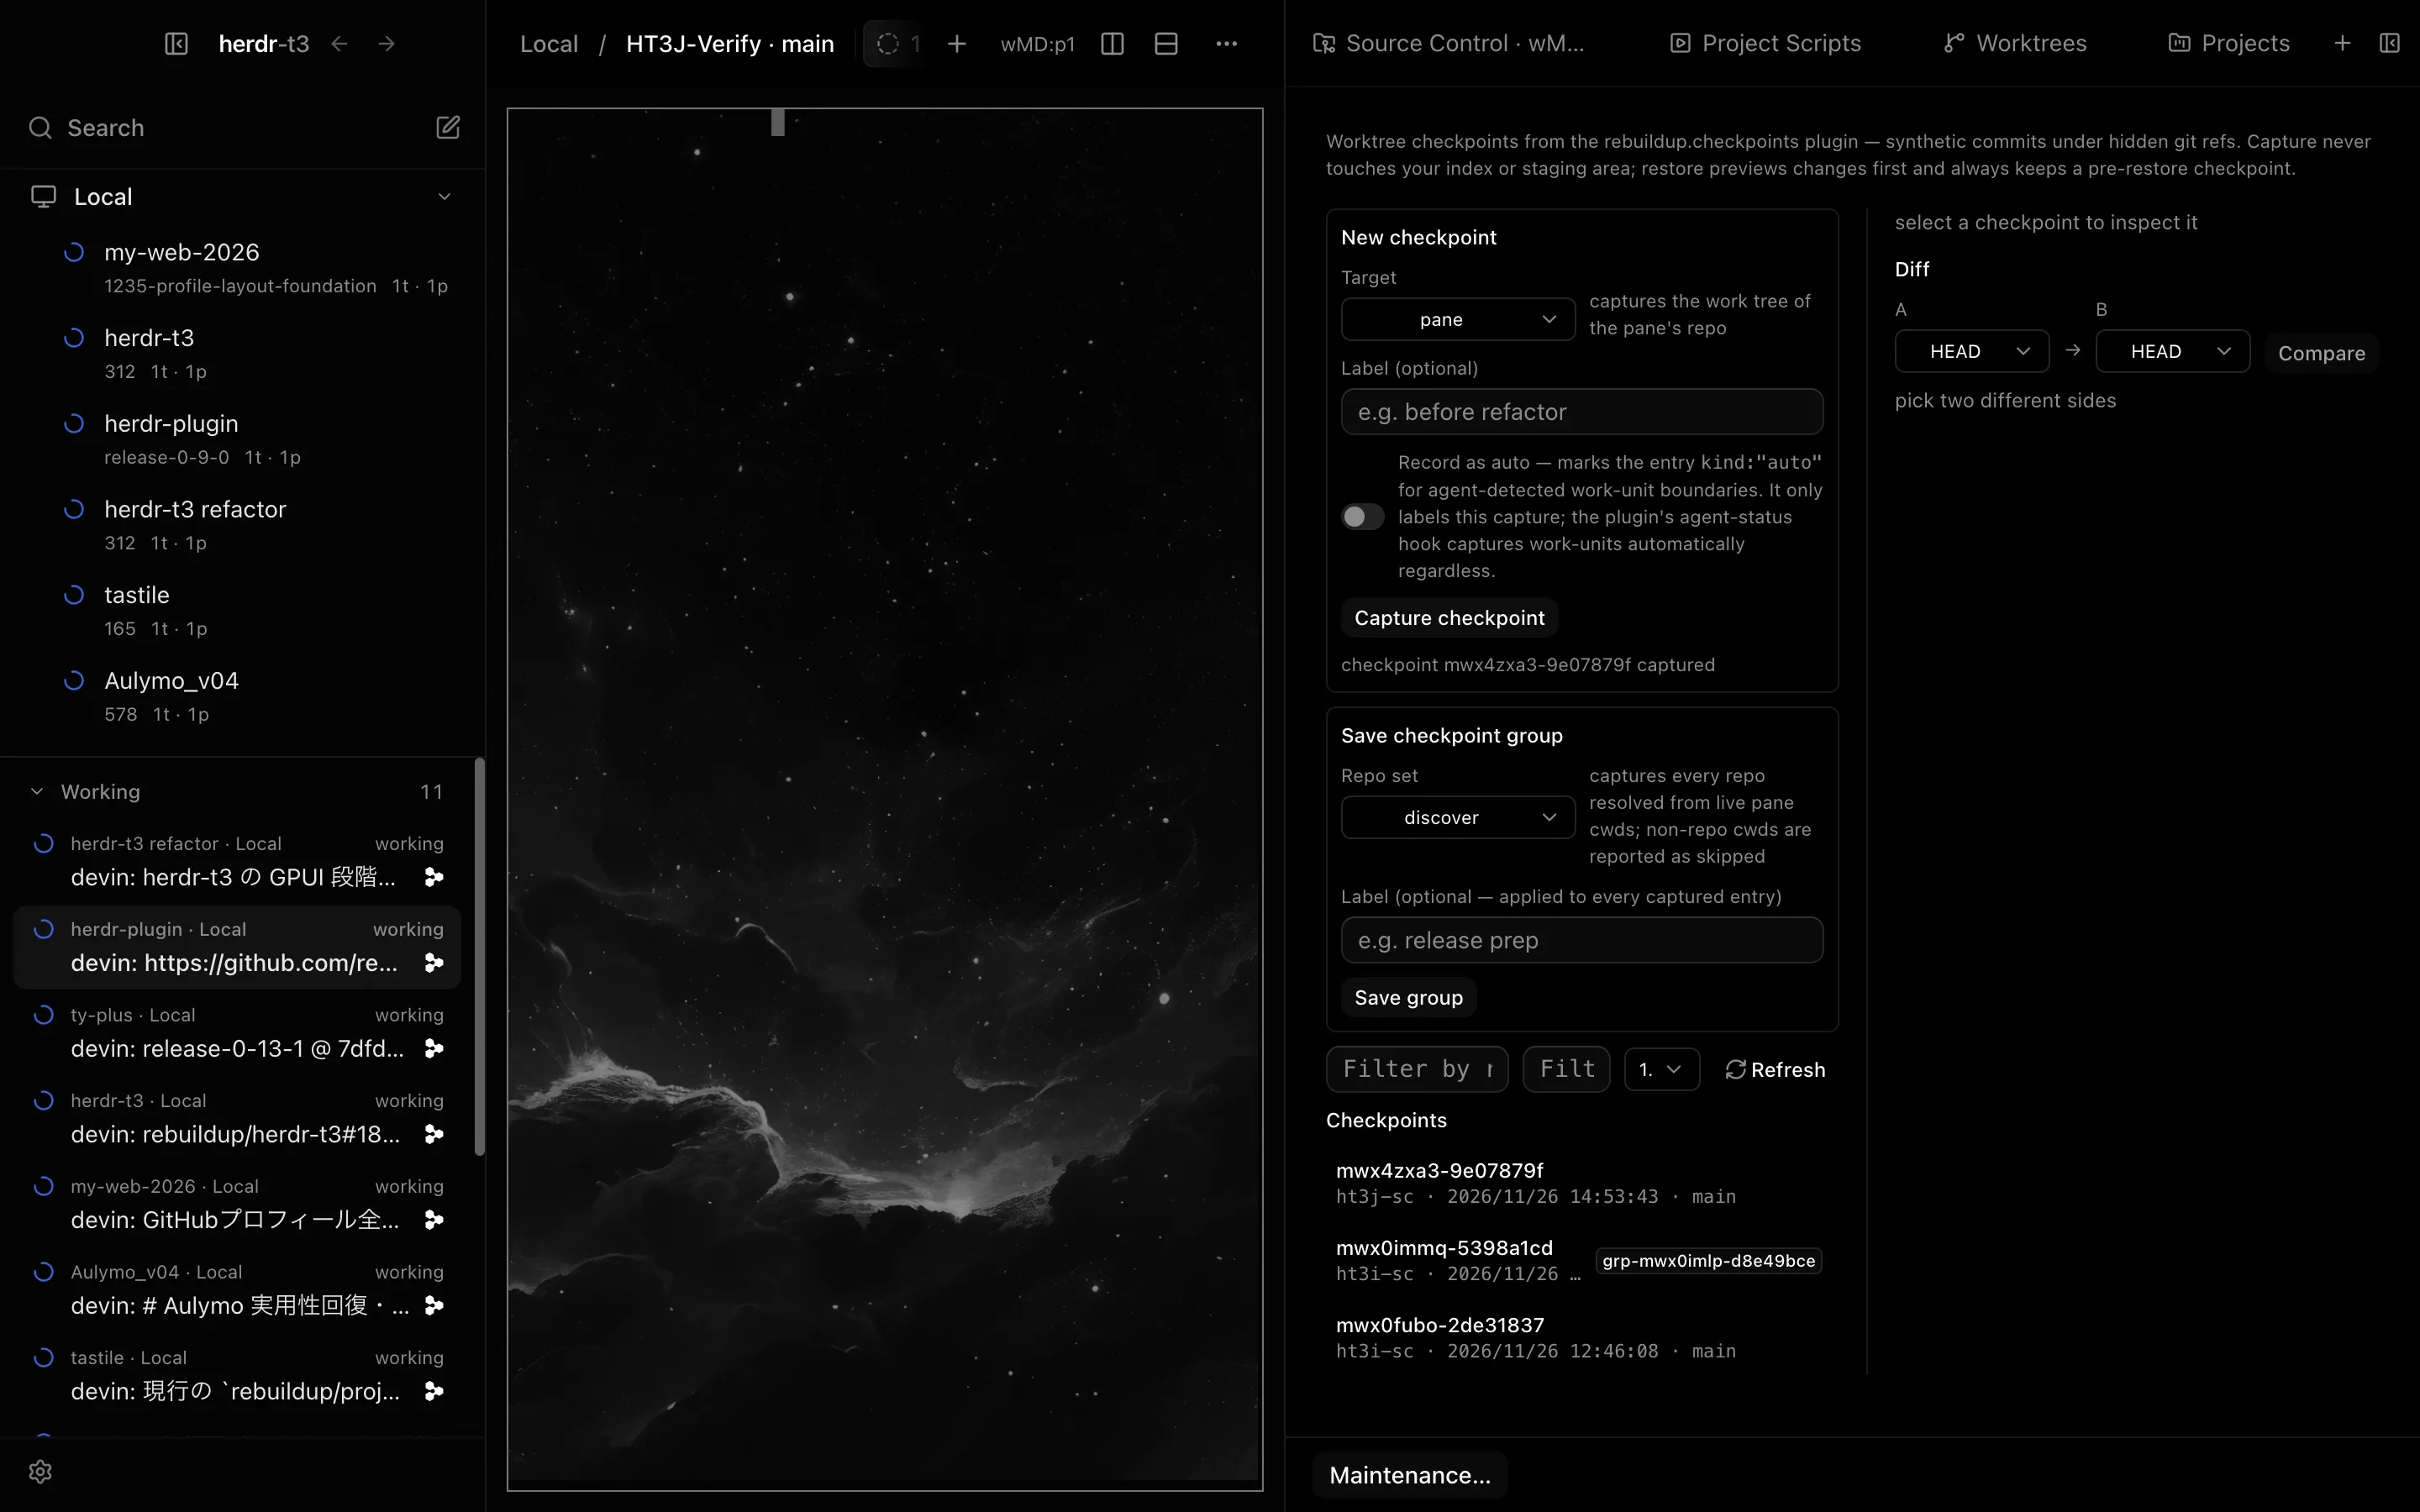 herdr-t3
Search
Local
my-web-2026
1235-profile-layout-foundation 1t · 1p
herdr-t3
312 1t · 1p
herdr-plugin
release-0-9-0 1t · 1p
herdr-t3 refactor
312 1t · 1p
tastile
165 1t · 1p
Aulymo_v04
578 1t · 1p
Working 11
herdr-t3 refactor · Local working
devin: herdr-t3 の GPUI 段階...
herdr-plugin · Local working
devin: https://github.com/re...
ty-plus · Local working
devin: release-0-13-1 @ 7dfd...
herdr-t3 · Local working
devin: rebuildup/herdr-t3#18...
my-web-2026 · Local working
devin: GitHubプロフィール全...
Aulymo_v04 · Local working
devin: # Aulymo 実用性回復・...
tastile · Local working
devin: 現行の `rebuildup/proj...
Local / HT3J-Verify · main 1 wMD:p1
Source Control · wM... Project Scripts Worktrees Projects
Worktree checkpoints from the rebuildup.checkpoints plugin — synthetic commits under hidden git refs. Capture never
touches your index or staging area; restore previews changes first and always keeps a pre-restore checkpoint.
New checkpoint
Target
pane
captures the work tree of
the pane's repo
Label (optional)
e.g. before refactor
Record as auto — marks the entry kind:"auto"
for agent-detected work-unit boundaries. It only
labels this capture; the plugin's agent-status
hook captures work-units automatically
regardless.
Capture checkpoint
checkpoint mwx4zxa3-9e07879f captured
Save checkpoint group
Repo set
discover
captures every repo
resolved from live pane
cwds; non-repo cwds are
reported as skipped
Label (optional — applied to every captured entry)
e.g. release prep
Save group
Filter by Filt 1. Refresh
Checkpoints
mwx4zxa3-9e07879f
ht3j-sc · 2026/11/26 14:53:43 · main
mwx0immq-5398a1cd
ht3i-sc · 2026/11/26 …
grp-mwx0imlp-d8e49bce
mwx0fubo-2de31837
ht3i-sc · 2026/11/26 12:46:08 · main
select a checkpoint to inspect it
Diff
A B
HEAD → HEAD Compare
pick two different sides
Maintenance...